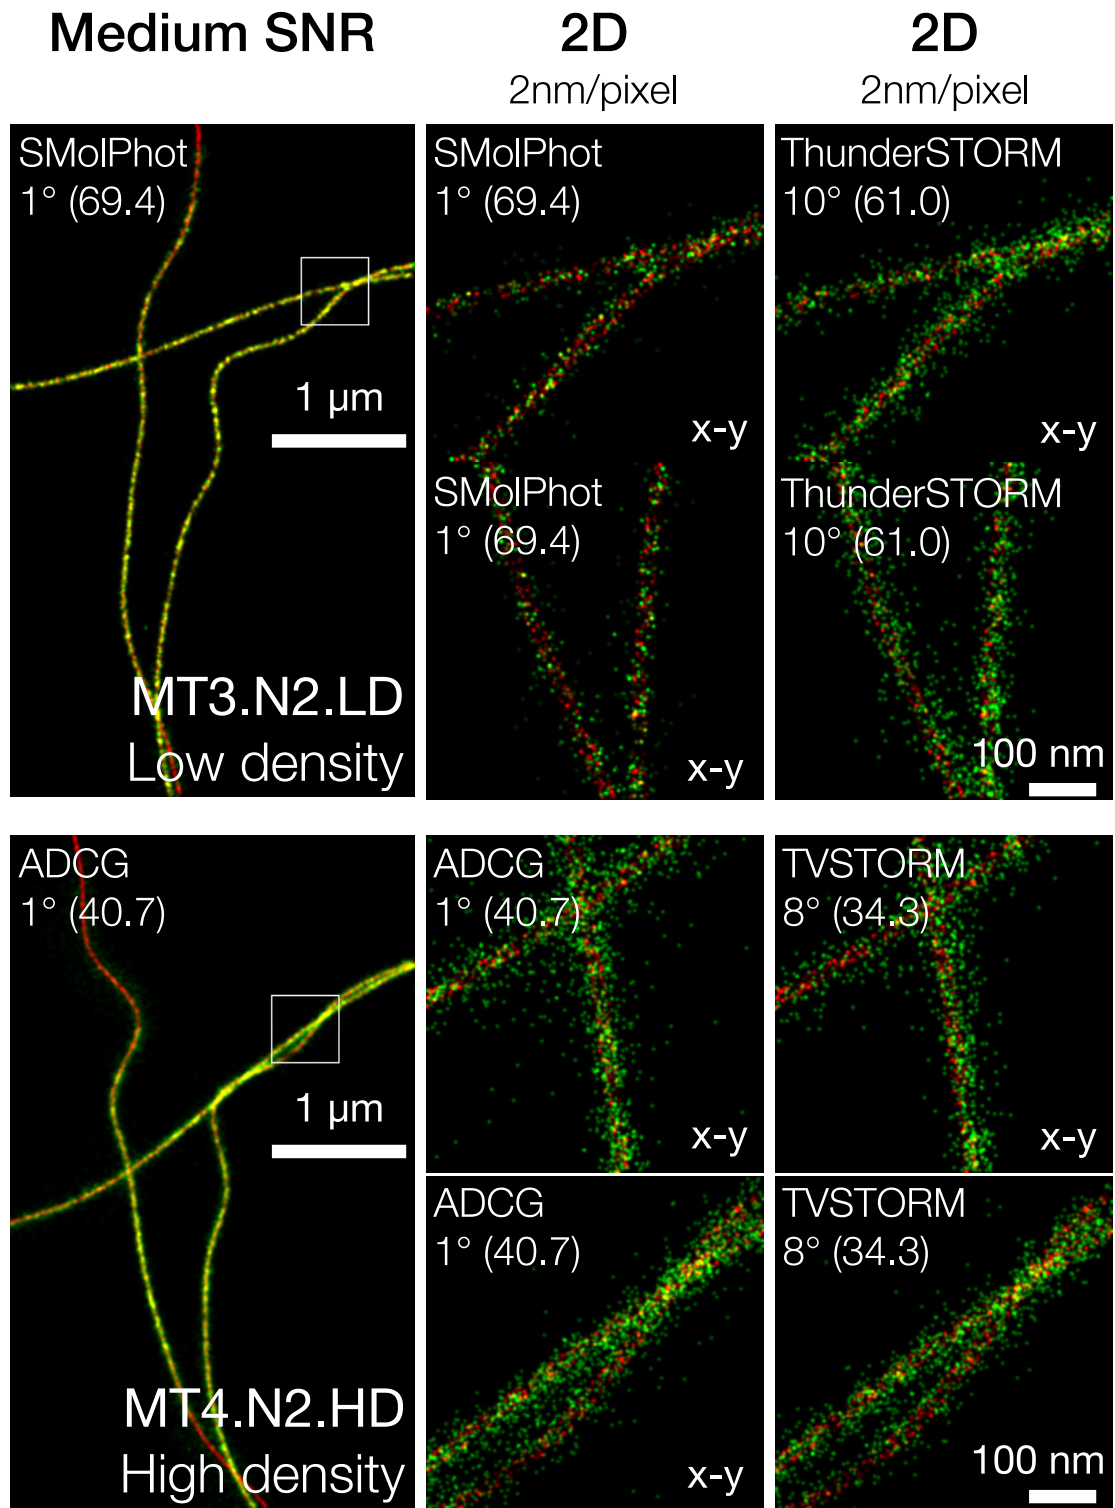 Medium SNR
2D
2nm/pixel
2D
2nm/pixel
SMolPhot
1° (69.4)
1 µm
MT3.N2.LD
Low density
SMolPhot
1° (69.4)
x-y
ThunderSTORM
10° (61.0)
x-y
SMolPhot
1° (69.4)
x-y
ThunderSTORM
10° (61.0)
100 nm
ADCG
1° (40.7)
1 µm
MT4.N2.HD
High density
ADCG
1° (40.7)
x-y
TVSTORM
8° (34.3)
x-y
ADCG
1° (40.7)
x-y
TVSTORM
8° (34.3)
100 nm